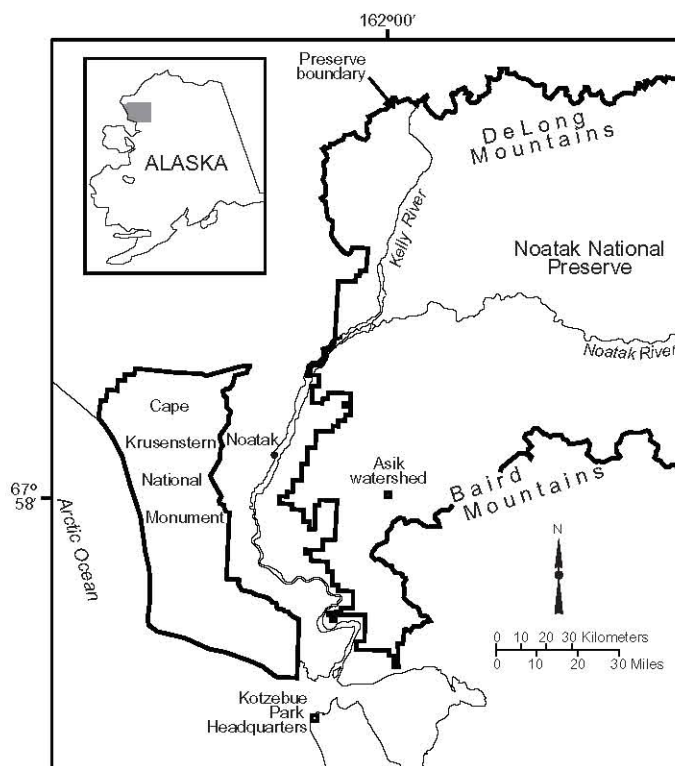 162°00′
Preserve
boundary
DeLong
Mountains
ALASKA
Kelly River
Noatak National
Preserve
Noatak River
Cape
Krusenstern
National
Monument
Noatak
Asik
watershed
Baird
Mountains
67°
58′
Arctic Ocean
N
0 10 20 30 Kilometers
0 10 20 30 Miles
Kotzebue
Park
Headquarters